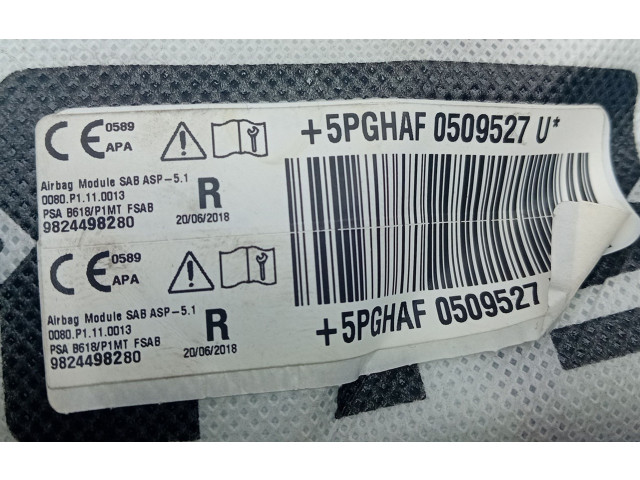 CE 0589
APA
+5PGHAF 0509527 U*
Airbag Module SAB ASP-5.1
0080.P1.11.0013
PSA B618/P1MT FSAB
9824498280
R
20/06/2018
CE 0589
APA
Airbag Module SAB ASP-5.1
0080.P1.11.0013
PSA B618/P1MT FSAB
9824498280
R
20/06/2018
+5PGHAF 0509527